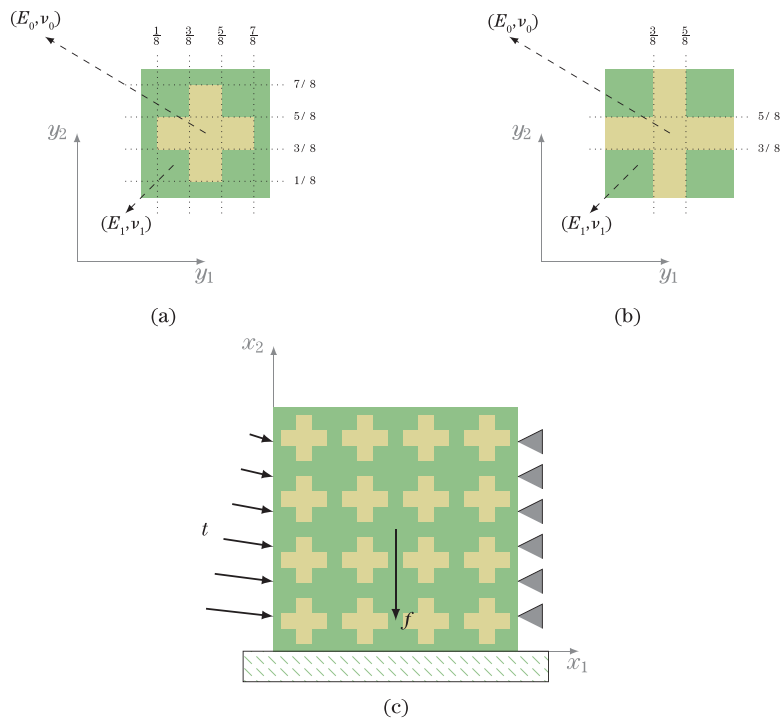 (E₀,ν₀)
1/8 3/8 5/8 7/8
7/ 8
5/ 8
3/ 8
1/ 8
y₂
(E₁,ν₁)
y₁
(a)
(E₀,ν₀)
3/8 5/8
5/ 8
3/ 8
y₂
(E₁,ν₁)
y₁
(b)
x₂
t
f
x₁
(c)